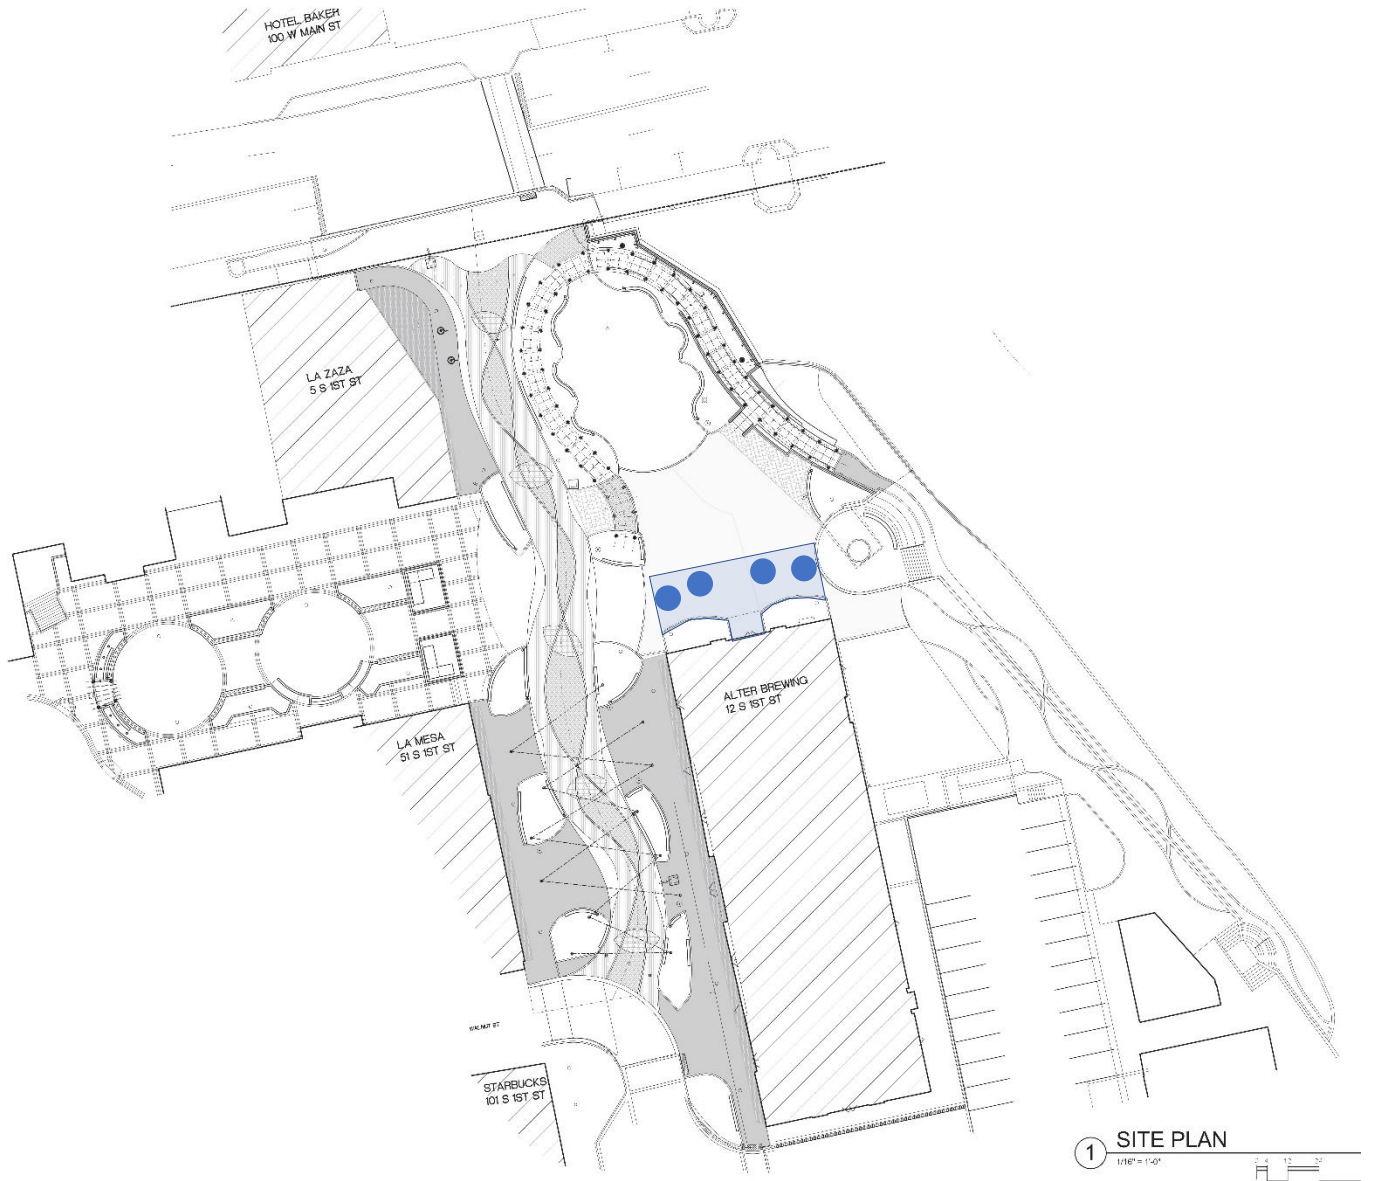 HOTEL BAKER
100 W MAIN ST
LA ZAZA
5 S 1ST ST
ALTER BREWING
12 S 1ST ST
LA MESA
51 S 1ST ST
WALNUT ST
STARBUCKS
101 S 1ST ST
1
SITE PLAN
1/16" = 1'-0"